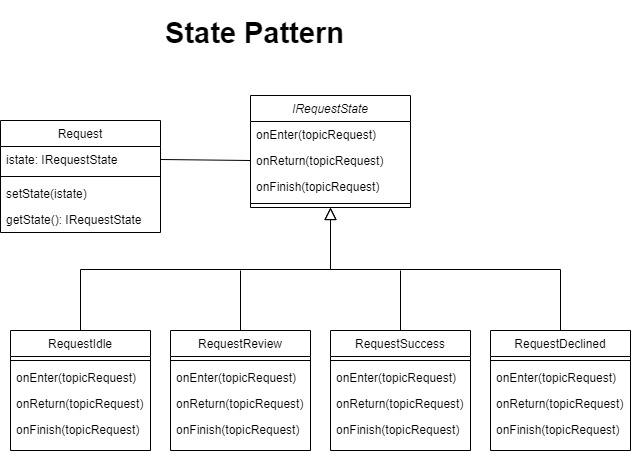 State Pattern
Request
istate: IRequestState
setState(istate)
getState(): IRequestState
IRequestState
onEnter(topicRequest)
onReturn(topicRequest)
onFinish(topicRequest)
RequestIdle
onEnter(topicRequest)
onReturn(topicRequest)
onFinish(topicRequest)
RequestReview
onEnter(topicRequest)
onReturn(topicRequest)
onFinish(topicRequest)
RequestSuccess
onEnter(topicRequest)
onReturn(topicRequest)
onFinish(topicRequest)
RequestDeclined
onEnter(topicRequest)
onReturn(topicRequest)
onFinish(topicRequest)